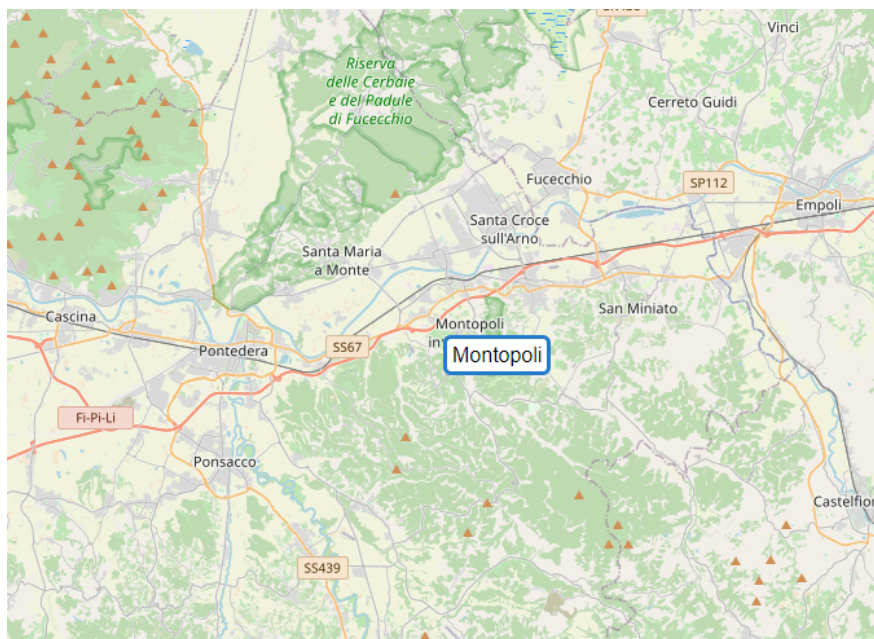 Vinci
Riserva
delle Cerbaie
e del Padule
di Fucecchio
Cerreto Guidi
Fucecchio
SP112
Empoli
Santa Croce
sull'Arno
Santa Maria
a Monte
San Miniato
Cascina
Montopoli
in
Montopoli
SS67
Pontedera
Fi-Pi-Li
Ponsacco
Castelfior
SS439